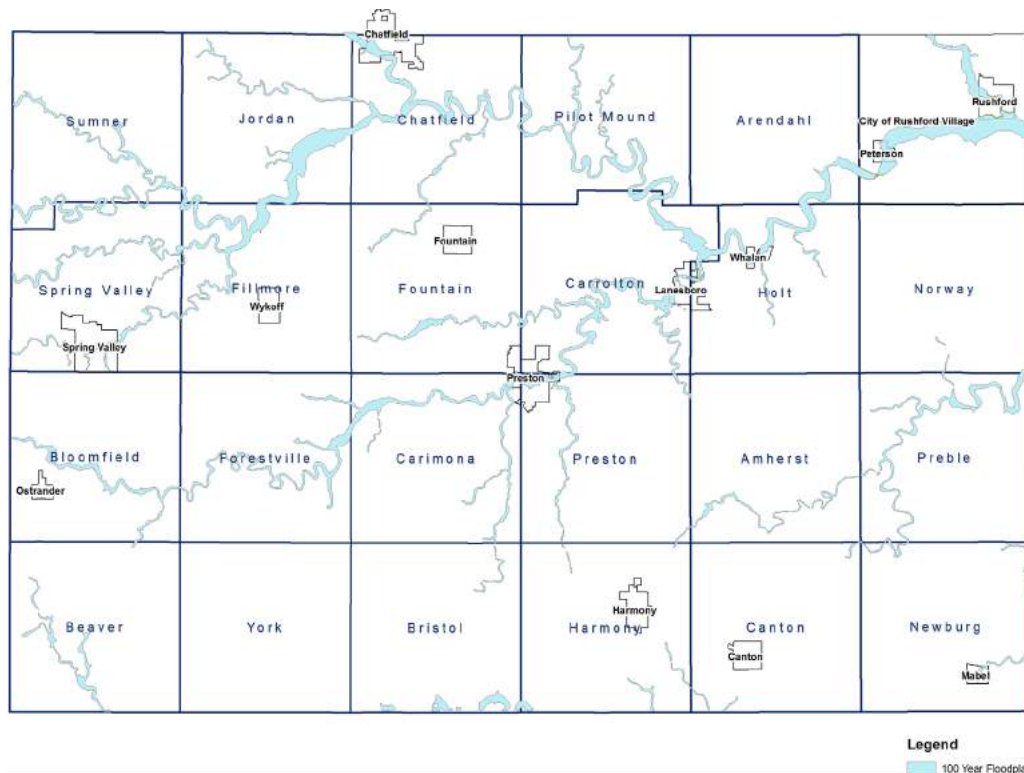 Chatfield
Rushford
Sumner
Jordan
Chatfield
Pilot Mound
Arendahl
City of Rushford Village
Peterson
Fountain
Whalan
Spring Valley
Fillmore
Wykoff
Fountain
Carrolton
Lanesboro
Holt
Norway
Spring Valley
Preston
Bloomfield
Forestville
Carimona
Preston
Amherst
Preble
Ostrander
Beaver
York
Bristol
Harmony
Harmony
Canton
Newburg
Canton
Mabel
Legend
100 Year Floodpla